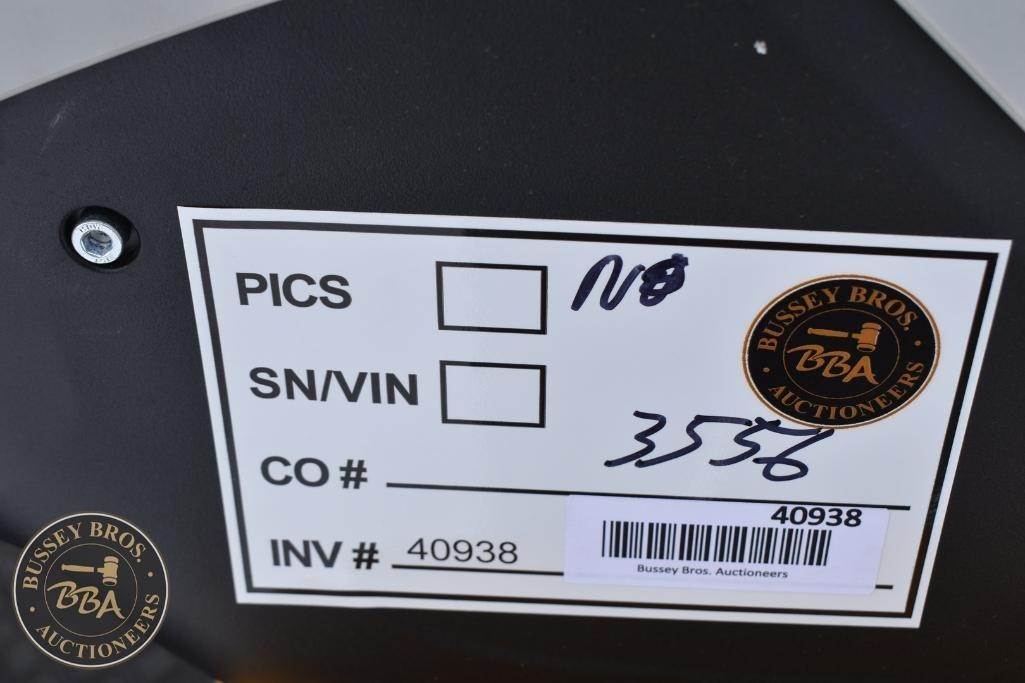 PICS NO
BUSSEY BROS.
BBA
AUCTIONEERS
SN/VIN
3556
CO #
40938
INV # 40938
Bussey Bros. Auctioneers
BUSSEY BROS.
BBA
AUCTIONEERS